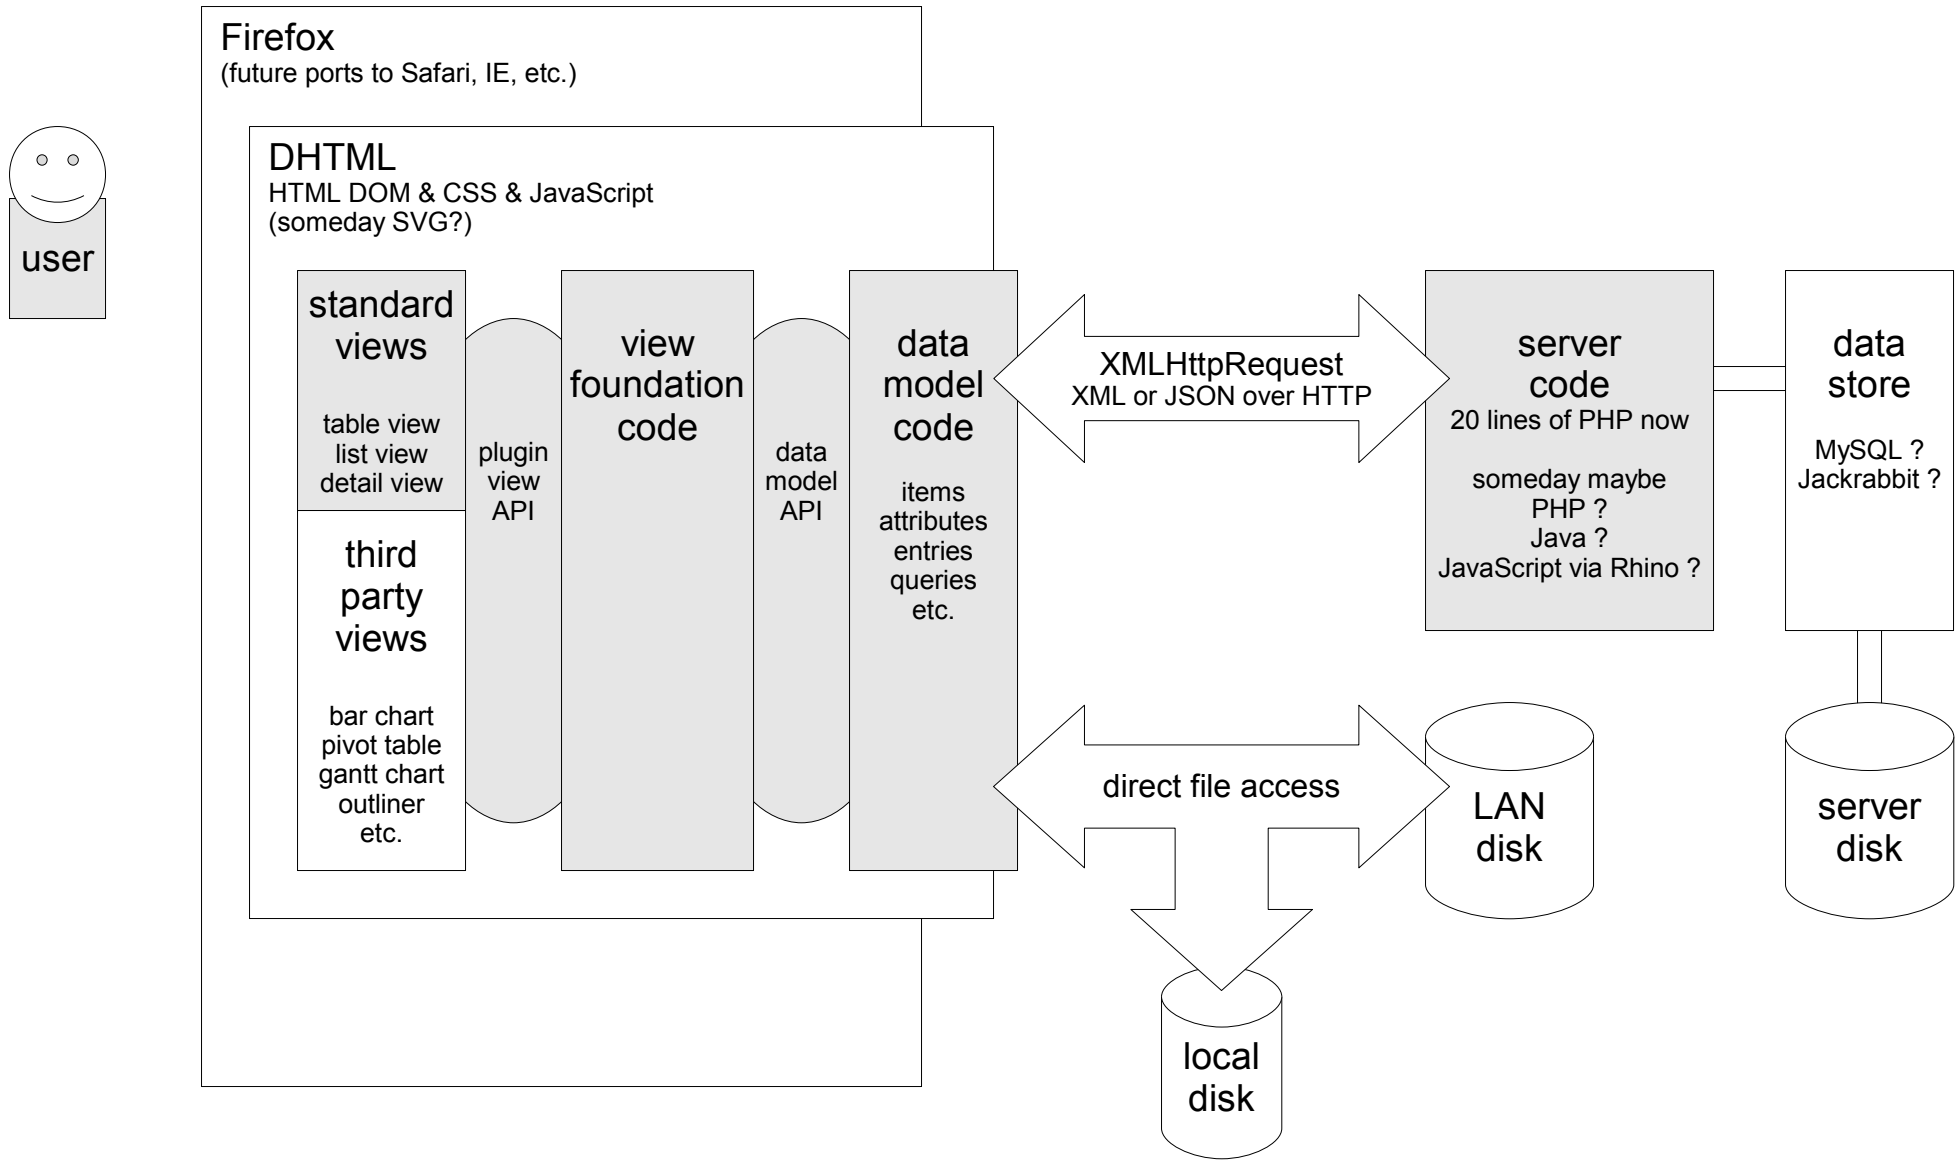 Firefox
(future ports to Safari, IE, etc.)
user
DHTML
HTML DOM & CSS & JavaScript
(someday SVG?)
standard
views
table view
list view
detail view
third
party
views
bar chart
pivot table
gantt chart
outliner
etc.
plugin
view
API
view
foundation
code
data
model
API
data
model
code
items
attributes
entries
queries
etc.
XMLHttpRequest
XML or JSON over HTTP
server
code
20 lines of PHP now
someday maybe
PHP ?
Java ?
JavaScript via Rhino ?
data
store
MySQL ?
Jackrabbit ?
direct file access
LAN
disk
server
disk
local
disk